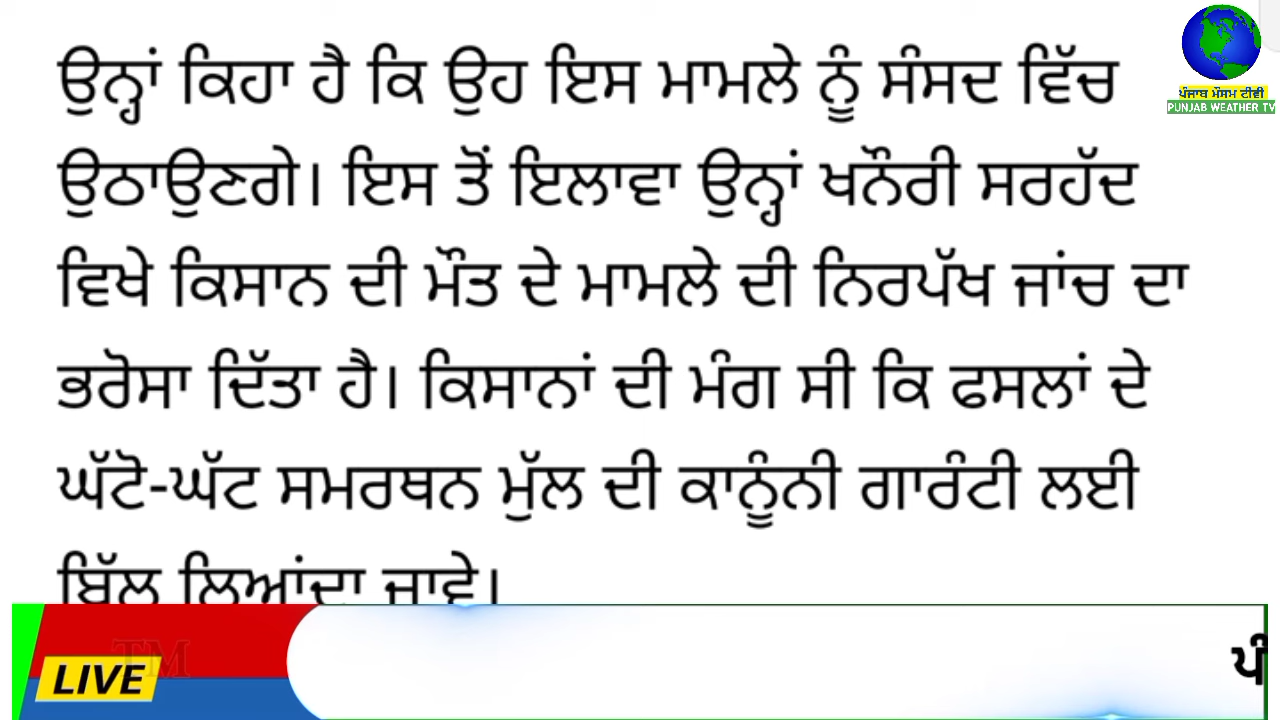 ਉਨ੍ਹਾਂ ਕਿਹਾ ਹੈ ਕਿ ਉਹ ਇਸ ਮਾਮਲੇ ਨੂੰ ਸੰਸਦ ਵਿੱਚ
ਉਠਾਉਣਗੇ। ਇਸ ਤੋਂ ਇਲਾਵਾ ਉਨ੍ਹਾਂ ਖਨੌਰੀ ਸਰਹੱਦ
ਵਿਖੇ ਕਿਸਾਨ ਦੀ ਮੌਤ ਦੇ ਮਾਮਲੇ ਦੀ ਨਿਰਪੱਖ ਜਾਂਚ ਦਾ
ਭਰੋਸਾ ਦਿੱਤਾ ਹੈ। ਕਿਸਾਨਾਂ ਦੀ ਮੰਗ ਸੀ ਕਿ ਫਸਲਾਂ ਦੇ
ਘੱਟੋ-ਘੱਟ ਸਮਰਥਨ ਮੁੱਲ ਦੀ ਕਾਨੂੰਨੀ ਗਾਰੰਟੀ ਲਈ
ਬਿੱਲ ਲਿਆਂਦਾ ਜਾਵੇ।
ਪੰਜਾਬ ਮੌਸਮ ਟੀਵੀ
PUNJAB WEATHER TV
TM
LIVE